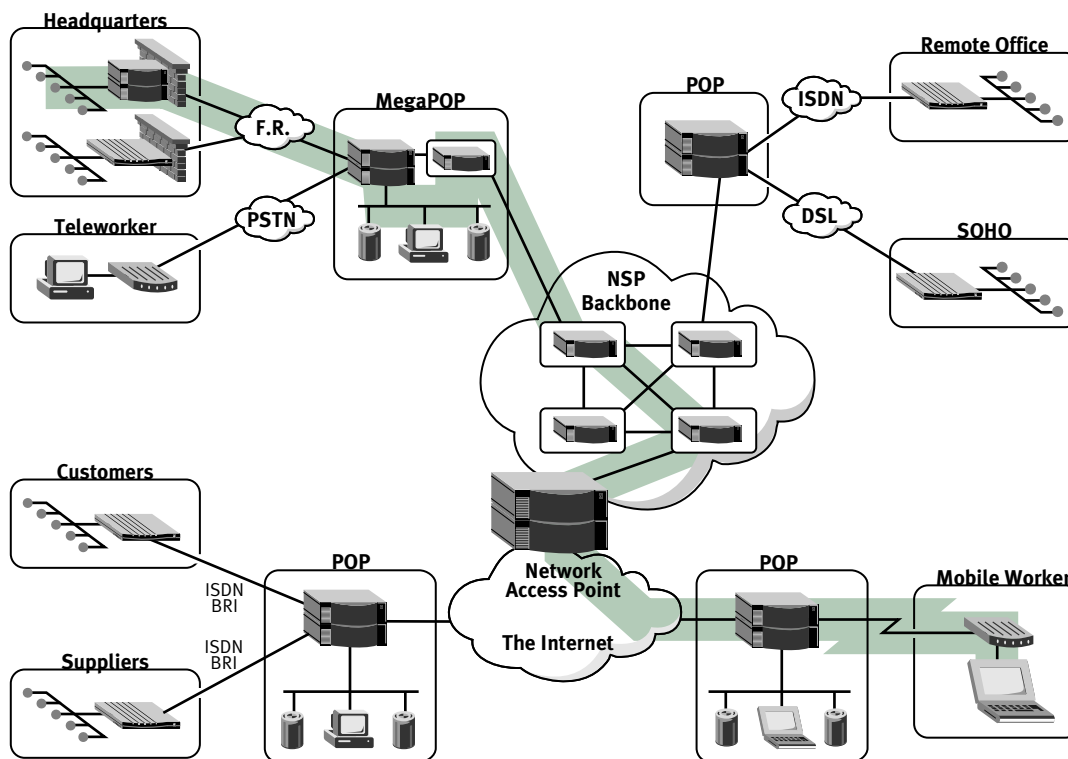 Headquarters
MegaPOP
POP
Remote Office
ISDN
F.R.
PSTN
Teleworker
DSL
SOHO
NSP
Backbone
Customers
ISDN
BRI
POP
Network
Access Point
POP
Mobile Worker
The Internet
Suppliers
ISDN
BRI